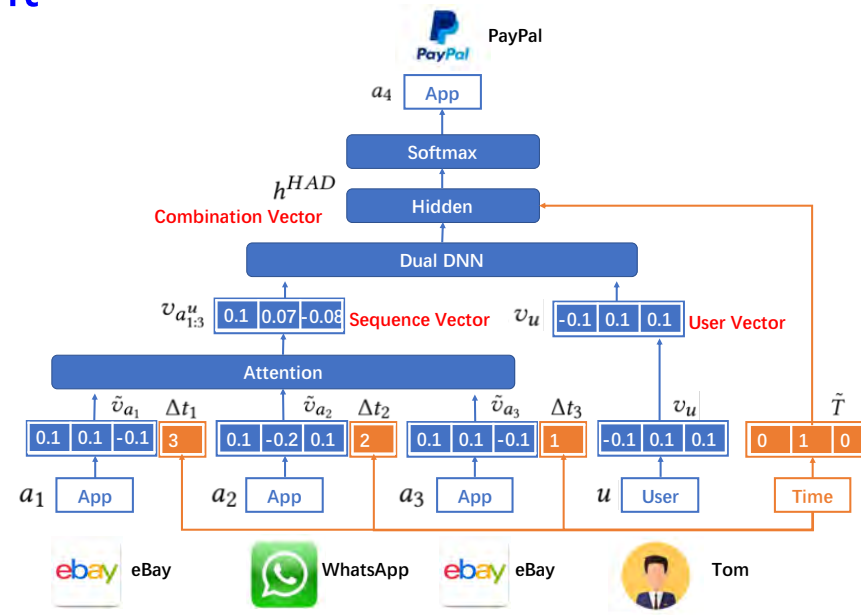 PayPal
PayPal
a₄ App
Softmax
h^{HAD}
Hidden
Combination Vector
Dual DNN
v_{a^u_{1:3}} 0.1 0.07 -0.08 Sequence Vector v_u -0.1 0.1 0.1 User Vector
Attention
ṽ_{a₁} Δt₁ ṽ_{a₂} Δt₂ ṽ_{a₃} Δt₃ v_u T̃
0.1 0.1 -0.1 3 0.1 -0.2 0.1 2 0.1 0.1 -0.1 1 -0.1 0.1 0.1 0 1 0
a₁ App a₂ App a₃ App u User Time
ebay eBay WhatsApp ebay eBay Tom